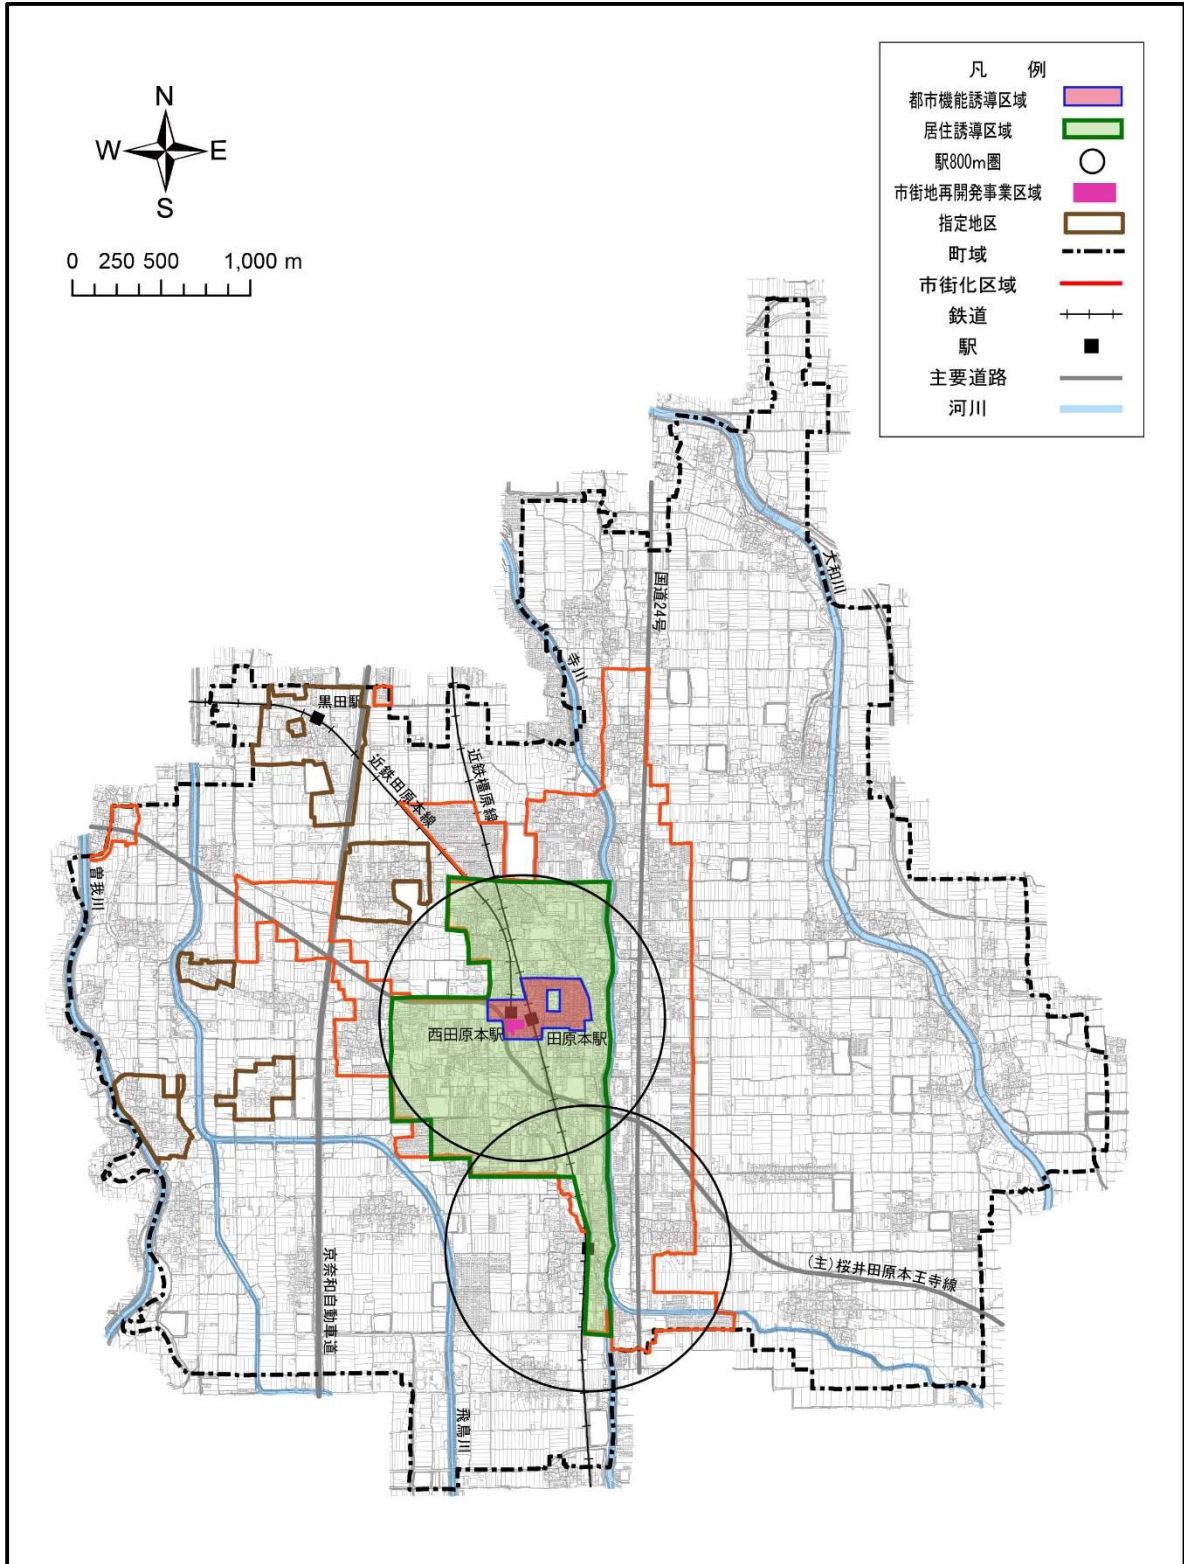 凡 例
都市機能誘導区域
居住誘導区域
駅800m圏
市街地再開発事業区域
指定地区
町域
市街化区域
鉄道
駅
主要道路
河川
N
W E
S
0 250 500 1,000 m
大和川
国道24号
寺川
黒田駅
近鉄田原本線
近鉄橿原線
曽我川
西田原本駅
田原本駅
(主)桜井田原本王寺線
京奈和自動車道
飛鳥川